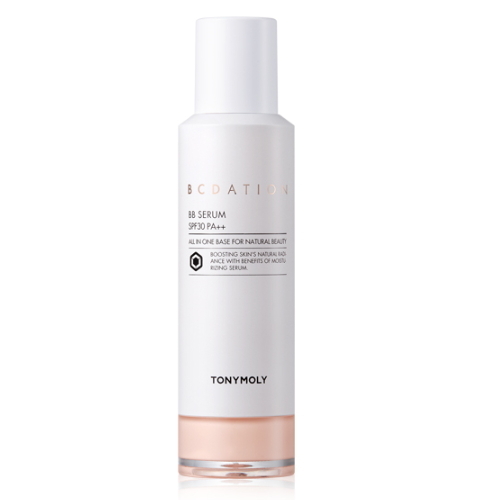 BCDATION
BB SERUM
SPF30 PA++
ALL IN ONE BASE FOR NATURAL BEAUTY
BOOSTING SKIN'S NATURAL RADI-
ANCE WITH BENEFITS OF MOISTU-
RIZING SERUM.
TONYMOLY